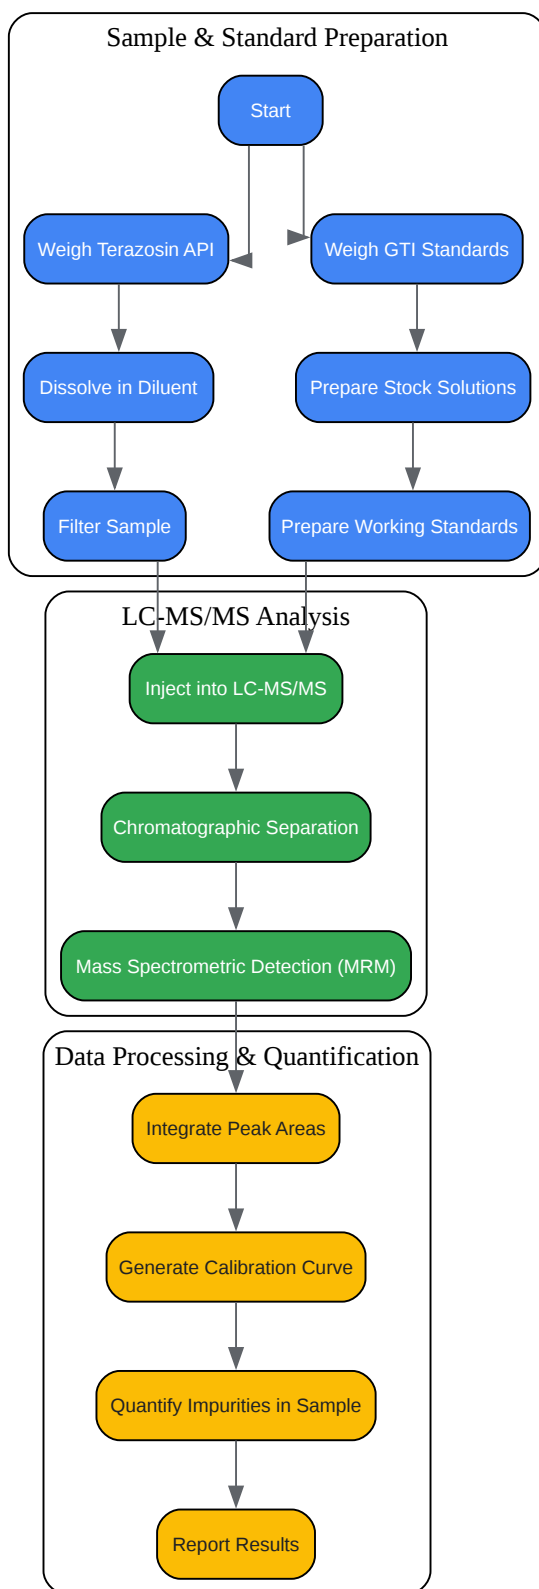 Sample & Standard Preparation
Start
Weigh Terazosin API
Weigh GTI Standards
Dissolve in Diluent
Prepare Stock Solutions
Filter Sample
Prepare Working Standards
LC-MS/MS Analysis
Inject into LC-MS/MS
Chromatographic Separation
Mass Spectrometric Detection (MRM)
Data Processing & Quantification
Integrate Peak Areas
Generate Calibration Curve
Quantify Impurities in Sample
Report Results